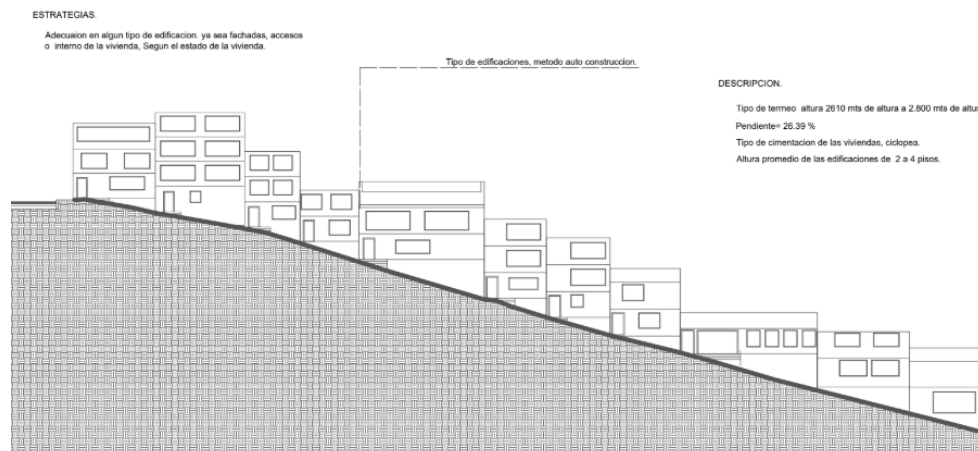 ESTRATEGIAS
Adecuaion en algun tipo de edificacion. ya sea fachadas, accesos
o interno de la vivienda, Segun el estado de la vivienda.
Tipo de edificaciones, metodo auto construccion.
DESCRIPCION.
Tipo de terrneo altura 2610 mts de altura a 2.800 mts de altur
Pendiente= 26.39 %
Tipo de cimentacion de las viviendas, ciclopea.
Altura promedio de las edificaciones de 2 a 4 pisos.